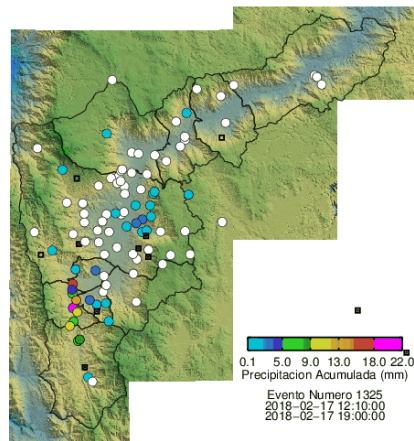 0.1 5.0 9.0 13.0 18.0 22.0
Precipitacion Acumulada (mm)
Evento Numero 1325
2018-02-17 12:10:00
2018-02-17 19:00:00